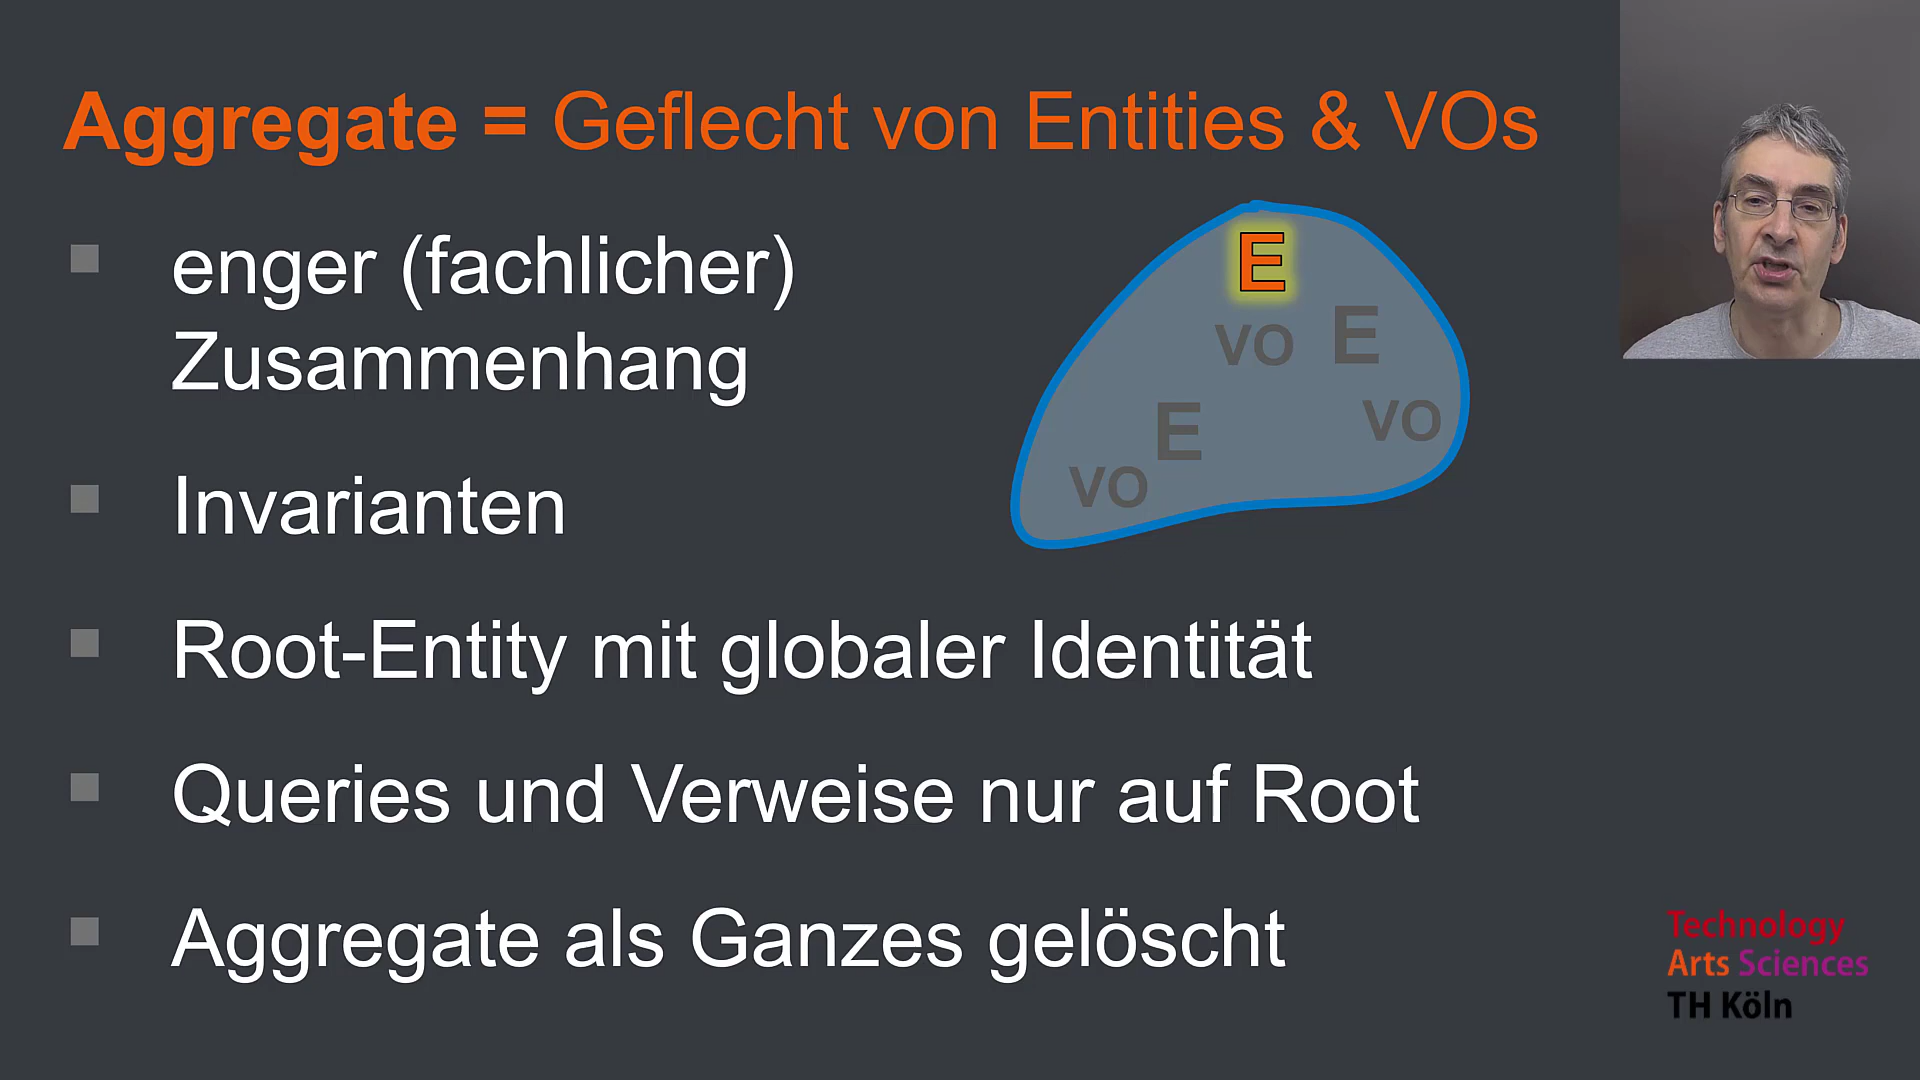 Aggregate = Geflecht von Entities & VOs
enger (fachlicher)
Zusammenhang
E
VO E
E VO
VO
Invarianten
Root-Entity mit globaler Identität
Queries und Verweise nur auf Root
Aggregate als Ganzes gelöscht
Technology
Arts Sciences
TH Köln